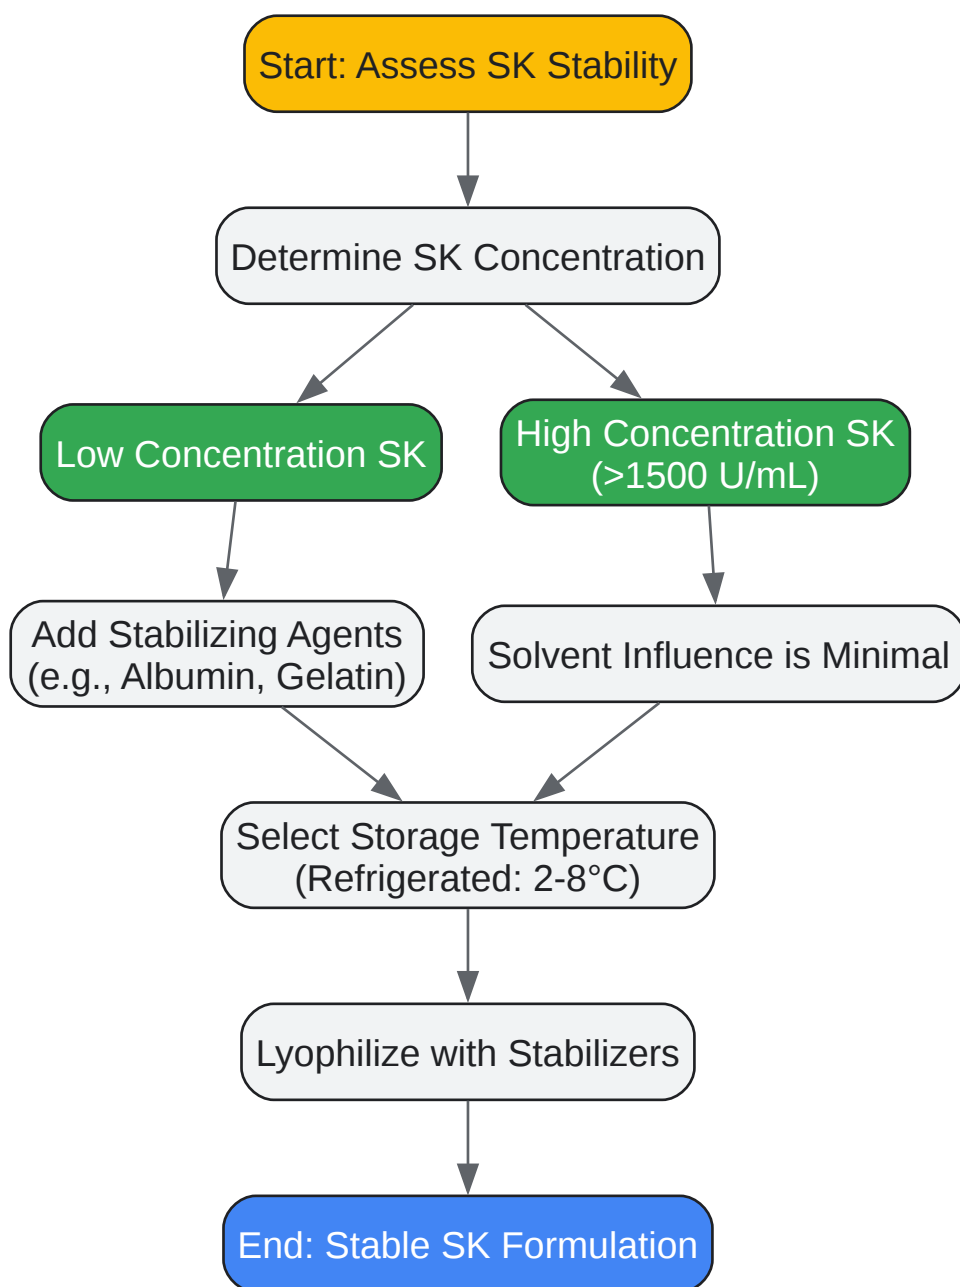 Start: Assess SK Stability
Determine SK Concentration
Low Concentration SK
High Concentration SK
(>1500 U/mL)
Add Stabilizing Agents
(e.g., Albumin, Gelatin)
Solvent Influence is Minimal
Select Storage Temperature
(Refrigerated: 2-8°C)
Lyophilize with Stabilizers
End: Stable SK Formulation